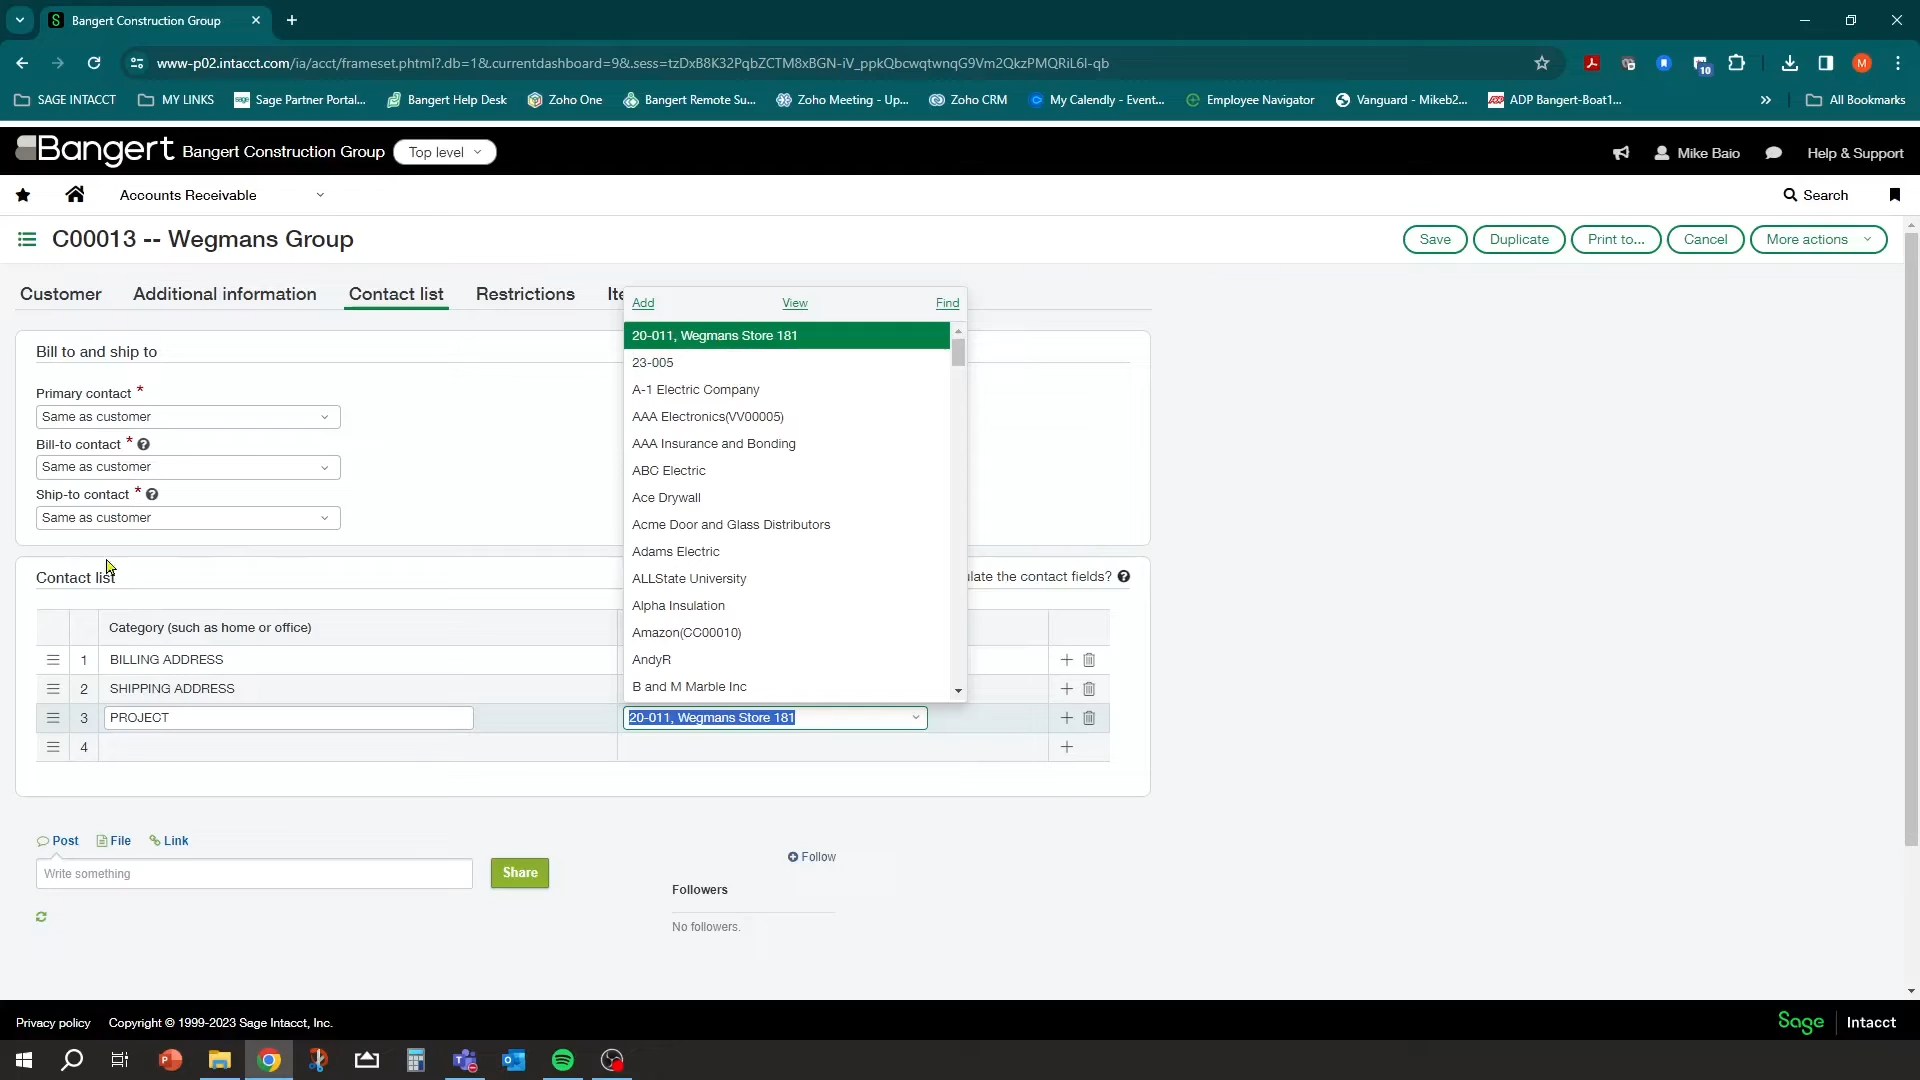 Bangert Construction Group
www-p02.intacct.com/ia/acct/frameset.phtml?.db=1&.currentdashboard=9&.sess=tzDxB8K32PqbZCTM8xBGN-iV_ppkQbcwqtwnqG9Vm2QkzPMQRiL6l-qb
10
M
SAGE INTACCT
MY LINKS
Sage Partner Portal...
Bangert Help Desk
Zoho One
Bangert Remote Su...
Zoho Meeting - Up...
Zoho CRM
My Calendly - Event...
Employee Navigator
Vanguard - Mikeb2...
ADP Bangert-Boat1...
All Bookmarks
Bangert Bangert Construction Group Top level
Mike Baio
Help & Support
Accounts Receivable
Search
C00013 -- Wegmans Group
Save
Duplicate
Print to...
Cancel
More actions
Customer
Additional information
Contact list
Restrictions
Ite
Add
View
Find
20-011, Wegmans Store 181
23-005
A-1 Electric Company
AAA Electronics(VV00005)
AAA Insurance and Bonding
ABC Electric
Ace Drywall
Acme Door and Glass Distributors
Adams Electric
ALLState University
Alpha Insulation
Amazon(CC00010)
AndyR
B and M Marble Inc
Bill to and ship to
Primary contact *
Same as customer
Bill-to contact *
Same as customer
Ship-to contact *
Same as customer
Contact list
late the contact fields?
Category (such as home or office)
1 BILLING ADDRESS
2 SHIPPING ADDRESS
3 PROJECT 20-011, Wegmans Store 181
4
Post
File
Link
Write something
Share
Follow
Followers
No followers.
Privacy policy
Copyright © 1999-2023 Sage Intacct, Inc.
Sage Intacct